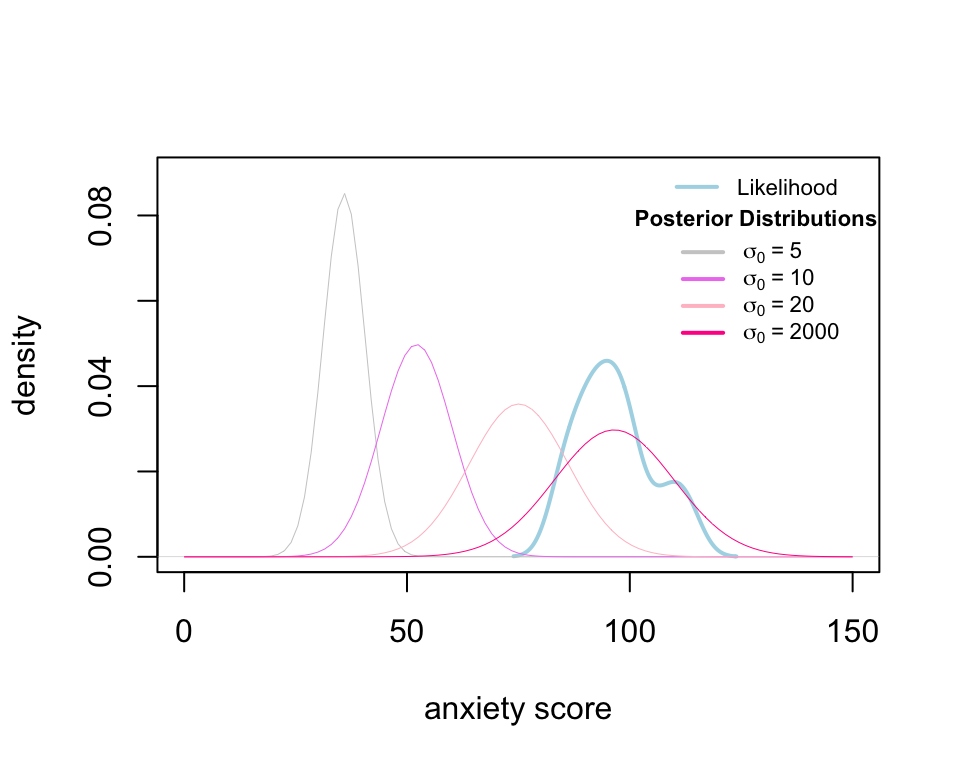 Likelihood
Posterior Distributions
σ0 = 5
σ0 = 10
σ0 = 20
σ0 = 2000
density
0.00
0.04
0.08
0
50
100
150
anxiety score